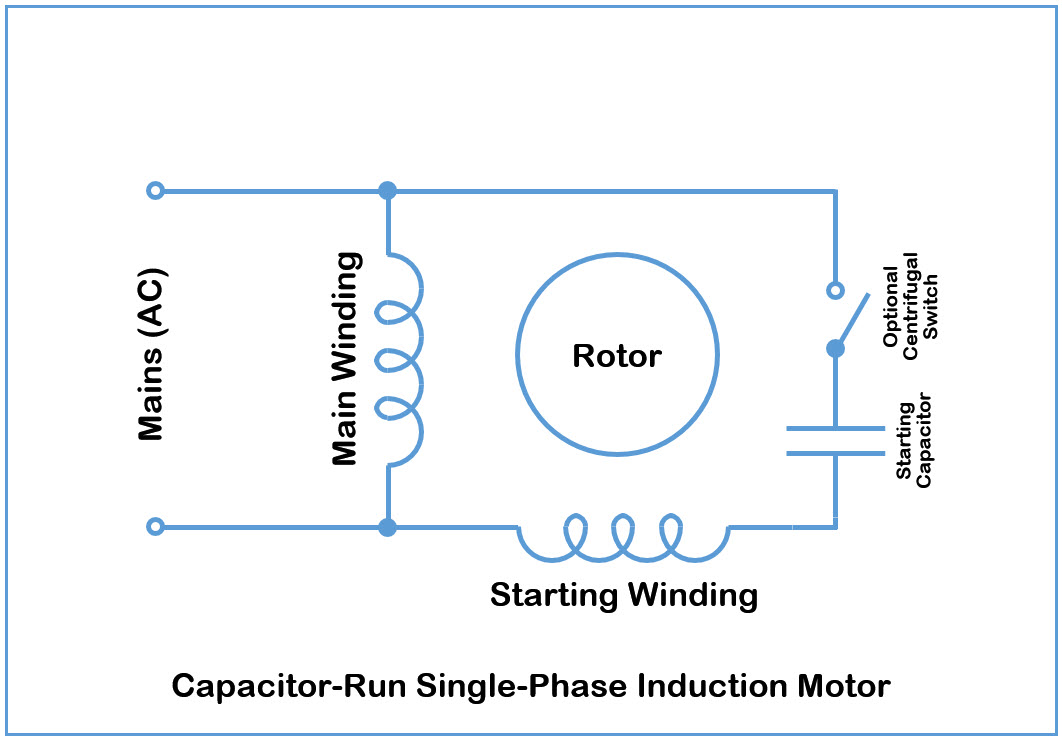 Mains (AC)
Main Winding
Rotor
Optional
Centrifugal
Switch
Starting
Capacitor
Starting Winding
Capacitor-Run Single-Phase Induction Motor